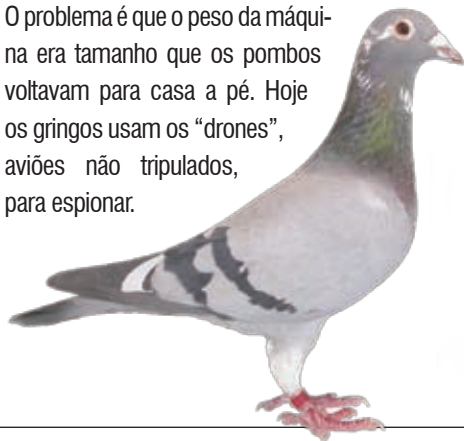 O problema é que o peso da máqui-
na era tamanho que os pombos
voltavam para casa a pé. Hoje
os gringos usam os “drones”,
aviões não tripulados,
para espionar.